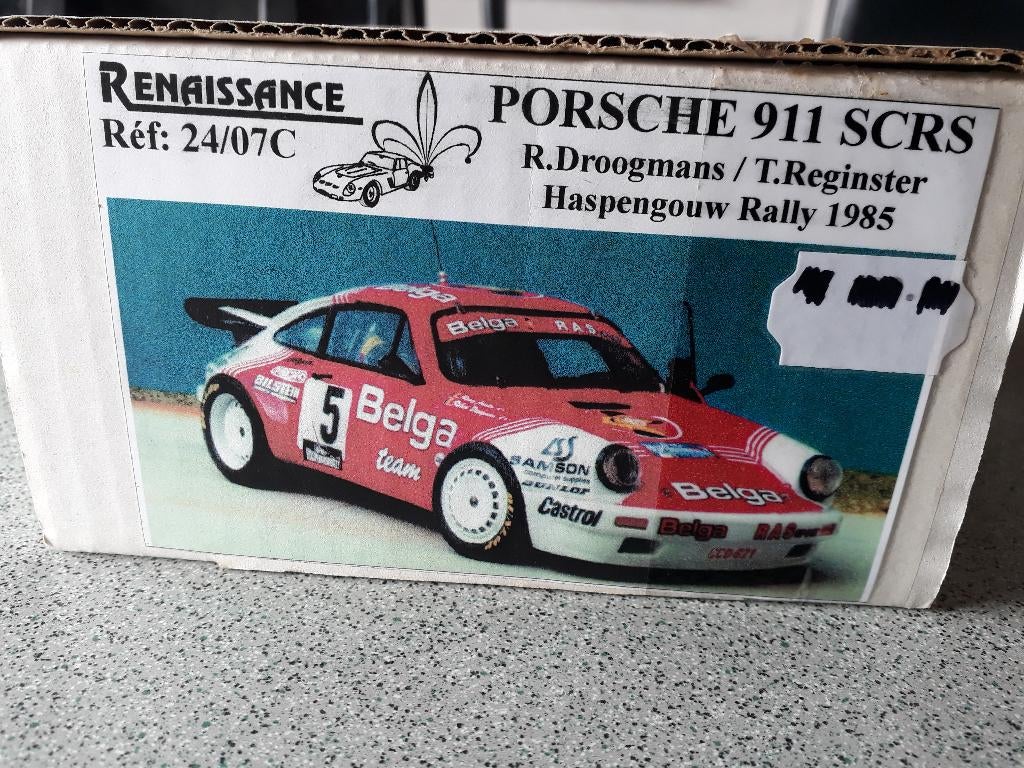 RENAISSANCE
Réf: 24/07C
PORSCHE 911 SCRS
R.Droogmans / T.Reginster
Haspengouw Rally 1985
Belga
Belga RAS
BILSTEIN
5
Belga
team
SAMSON
DUNLOP
Castrol
Belga
Belga RAS